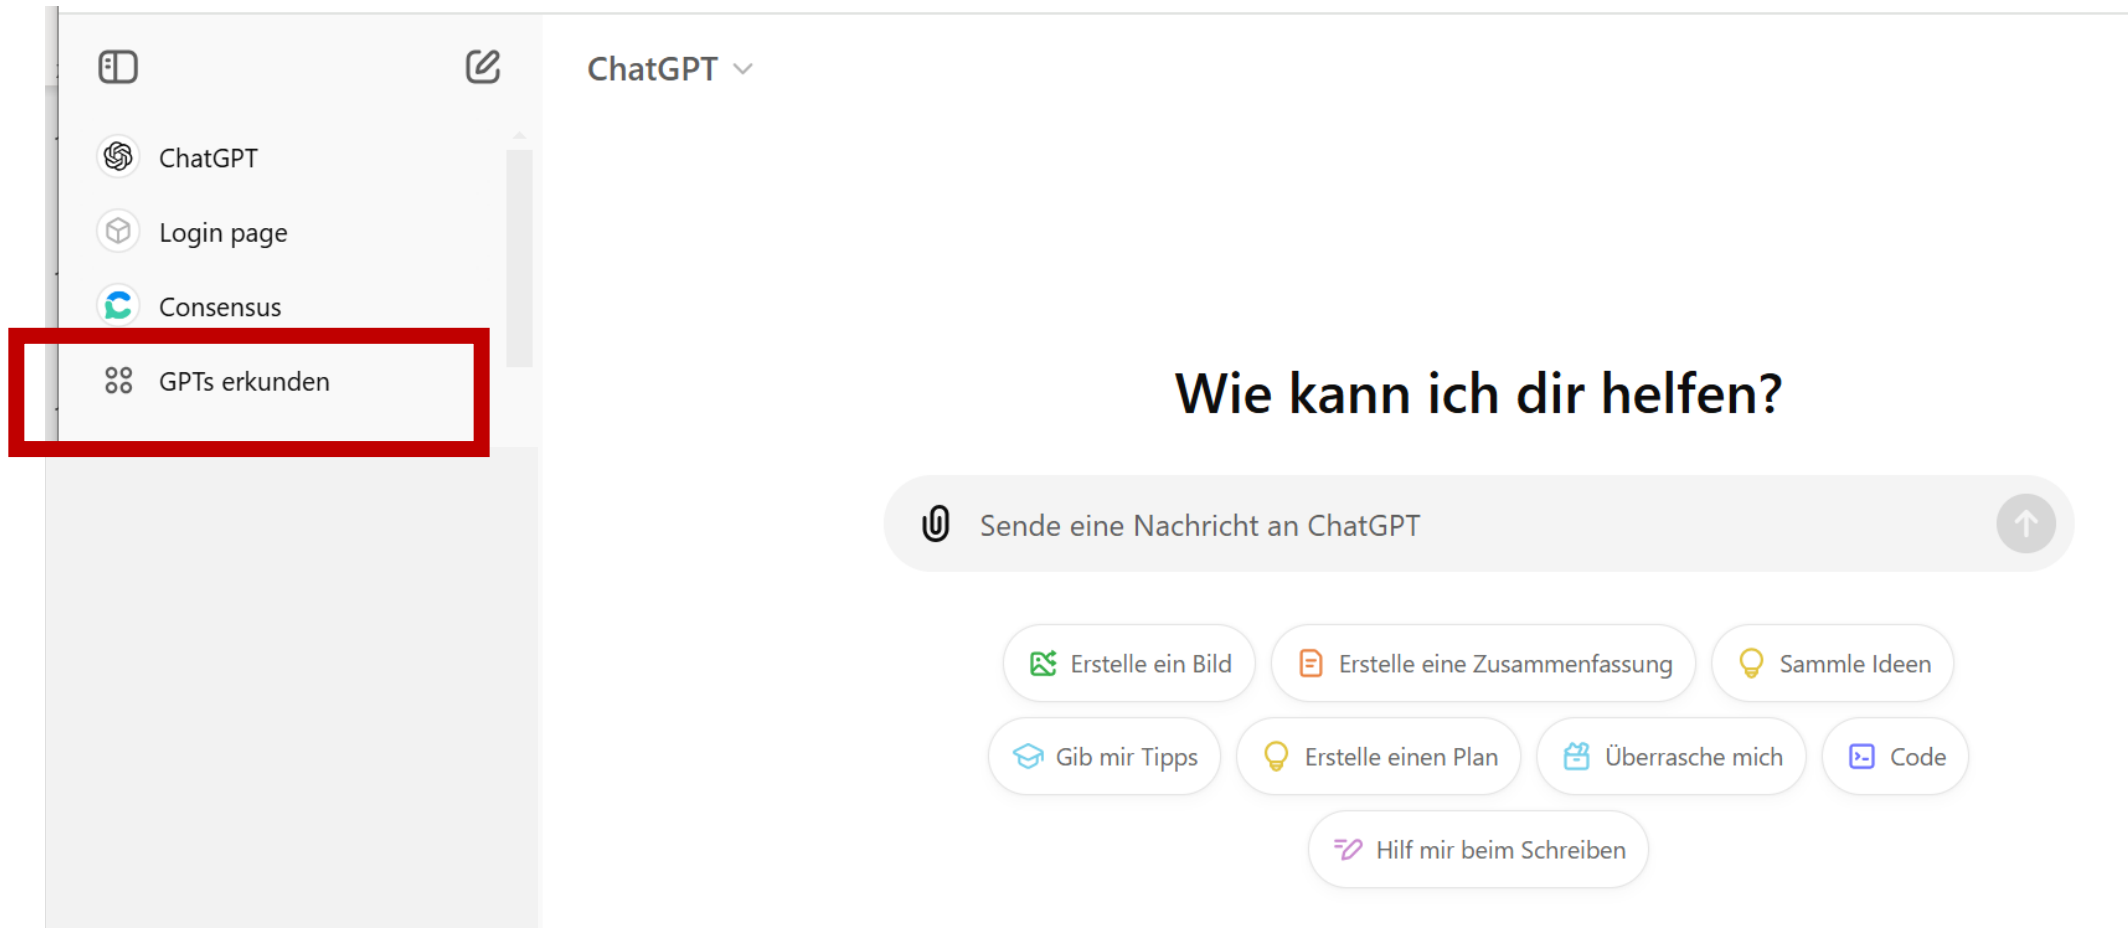 ChatGPT
ChatGPT
Login page
Consensus
GPTs erkunden
Wie kann ich dir helfen?
Sende eine Nachricht an ChatGPT
Erstelle ein Bild
Erstelle eine Zusammenfassung
Sammle Ideen
Gib mir Tipps
Erstelle einen Plan
Überrasche mich
Code
Hilf mir beim Schreiben